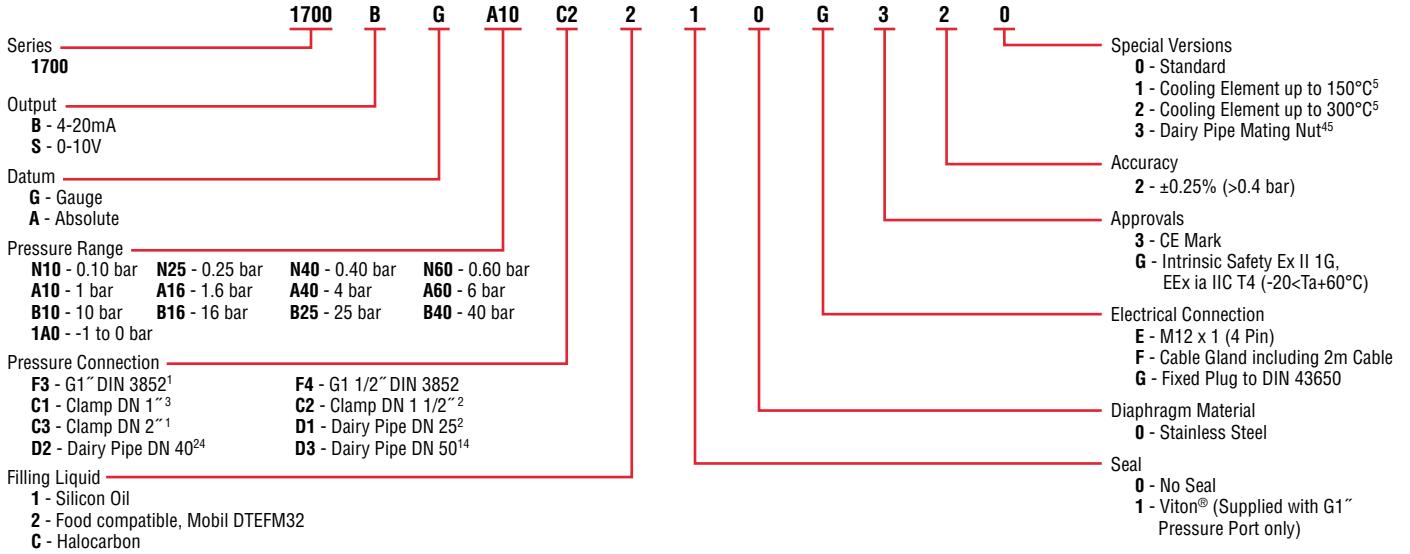 1700 B G A10 C2 2 1 0 G 3 2 0
Series
1700
Output
B - 4-20mA
S - 0-10V
Datum
G - Gauge
A - Absolute
Pressure Range
N10 - 0.10 bar N25 - 0.25 bar N40 - 0.40 bar N60 - 0.60 bar
A10 - 1 bar A16 - 1.6 bar A40 - 4 bar A60 - 6 bar
B10 - 10 bar B16 - 16 bar B25 - 25 bar B40 - 40 bar
1A0 - -1 to 0 bar
Pressure Connection
F3 - G1˝ DIN 3852¹ F4 - G1 1/2˝ DIN 3852
C1 - Clamp DN 1˝³ C2 - Clamp DN 1 1/2˝²
C3 - Clamp DN 2˝¹ D1 - Dairy Pipe DN 25²
D2 - Dairy Pipe DN 40²⁴ D3 - Dairy Pipe DN 50¹⁴
Filling Liquid
1 - Silicon Oil
2 - Food compatible, Mobil DTEFM32
C - Halocarbon
Special Versions
0 - Standard
1 - Cooling Element up to 150°C⁵
2 - Cooling Element up to 300°C⁵
3 - Dairy Pipe Mating Nut⁴⁵
Accuracy
2 - ±0.25% (>0.4 bar)
Approvals
3 - CE Mark
G - Intrinsic Safety Ex II 1G,
EEx ia IIC T4 (-20<Ta+60°C)
Electrical Connection
E - M12 x 1 (4 Pin)
F - Cable Gland including 2m Cable
G - Fixed Plug to DIN 43650
Diaphragm Material
0 - Stainless Steel
Seal
0 - No Seal
1 - Viton® (Supplied with G1˝
Pressure Port only)